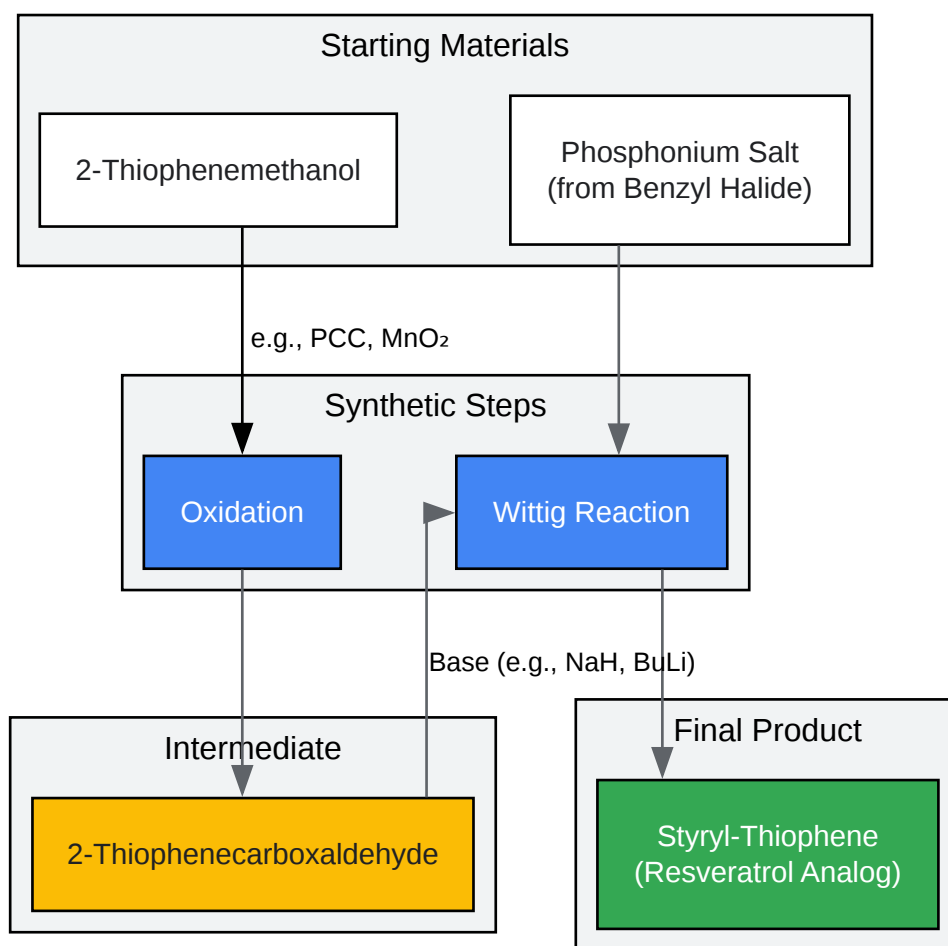 Starting Materials
2-Thiophenemethanol
Phosphonium Salt
(from Benzyl Halide)
e.g., PCC, MnO₂
Synthetic Steps
Oxidation
Wittig Reaction
Base (e.g., NaH, BuLi)
Intermediate
2-Thiophenecarboxaldehyde
Final Product
Styryl-Thiophene
(Resveratrol Analog)